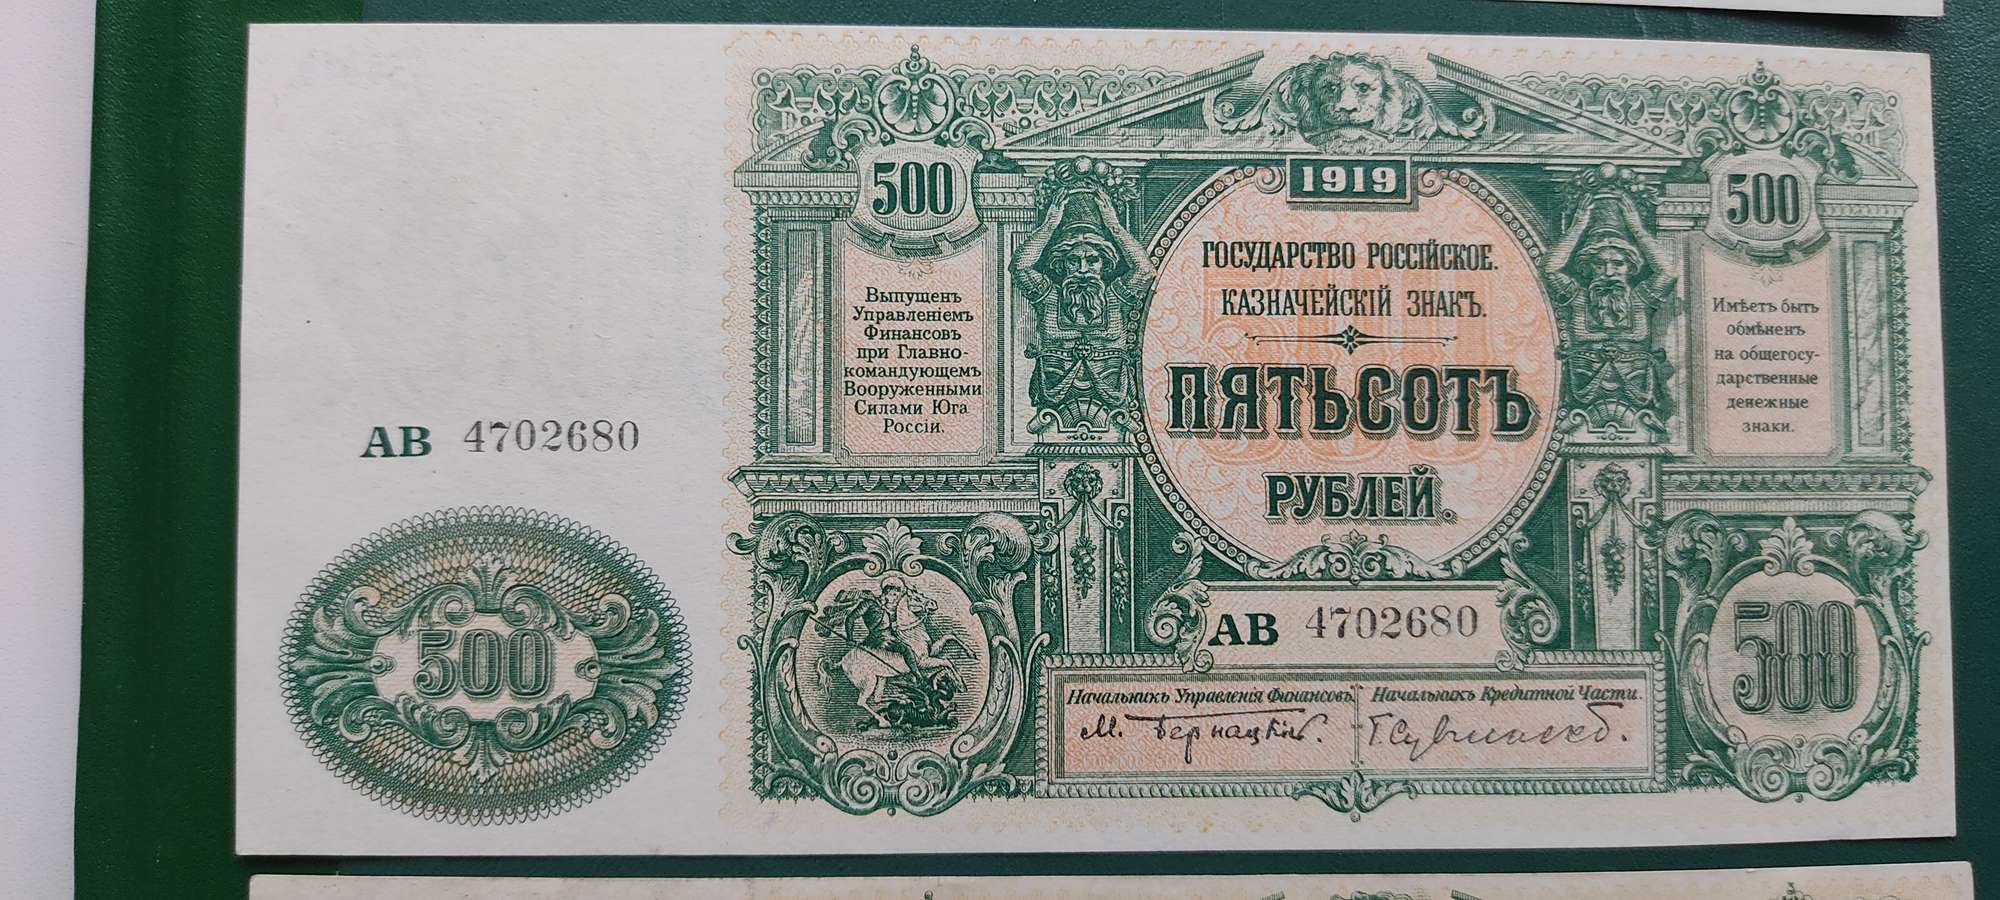 1919
500
500
ГОСУДАРСТВО РОССІЙСКОЕ.
КАЗНАЧЕЙСКІЙ ЗНАКЪ.
ПЯТЬСОТЪ
РУБЛЕЙ.
Выпущенъ
Управленіемъ
Финансовъ
при Главно-
командующемъ
Вооруженными
Силами Юга
Россіи.
Имѣетъ быть
обмѣненъ
на общегосу-
дарственные
денежные
знаки.
АВ 4702680
500
АВ 4702680
500
Начальникъ Управленія Финансовъ
Начальникъ Кредитной Части.
М. Бернацкій.